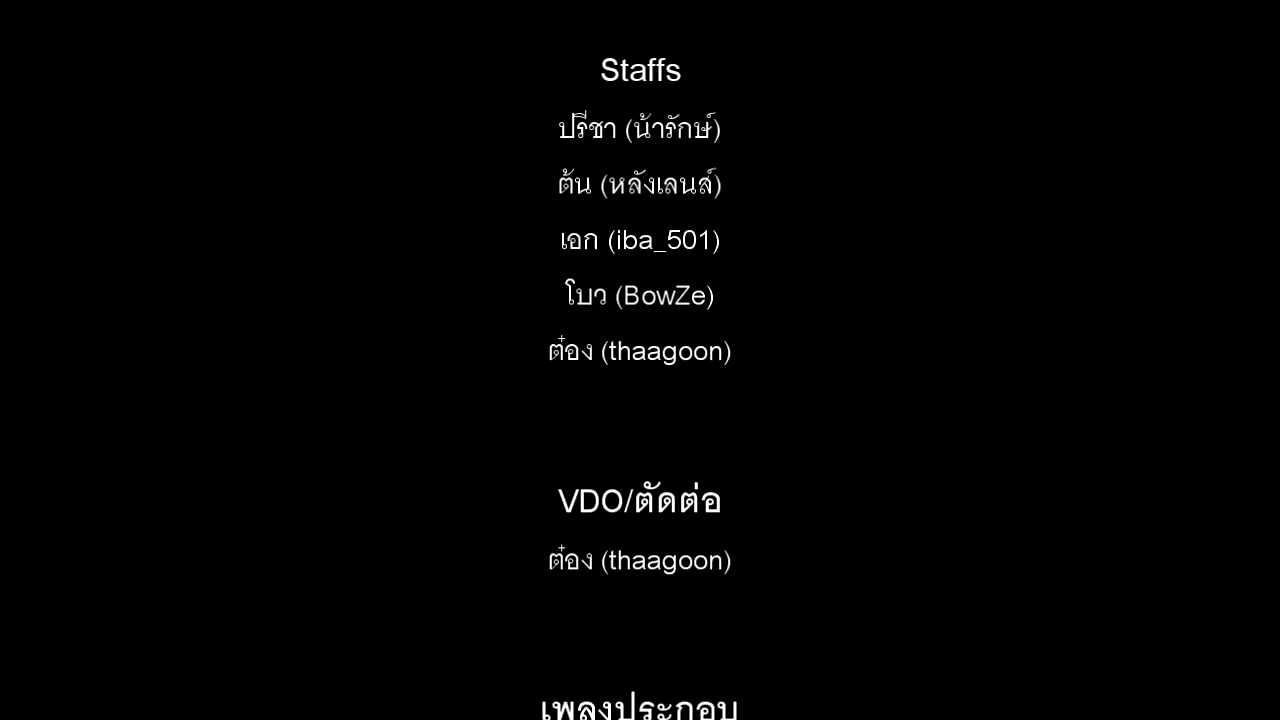 Staffs
ปรี่ชา (น้ารักษ์)
ต้น (หลังเลนส์)
เอก (iba_501)
โบว (BowZe)
ต๋อง (thaagoon)
VDO/ตัดต่อ
ต๋อง (thaagoon)
เพลงประกอบ